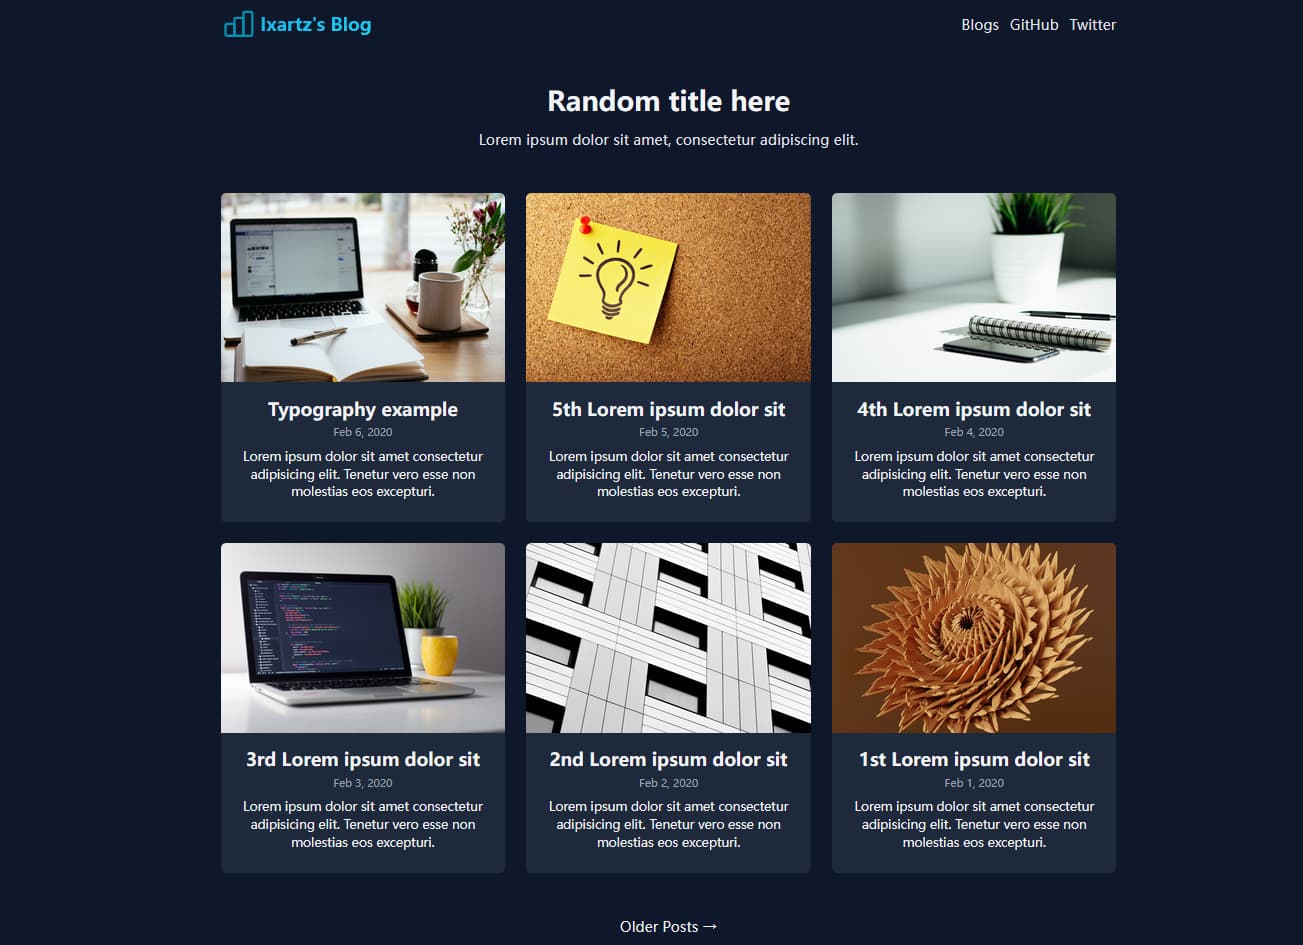 Ixartz's Blog
Blogs GitHub Twitter
Random title here
Lorem ipsum dolor sit amet, consectetur adipiscing elit.
Typography example
Feb 6, 2020
Lorem ipsum dolor sit amet consectetur
adipisicing elit. Tenetur vero esse non
molestias eos excepturi.
5th Lorem ipsum dolor sit
Feb 5, 2020
Lorem ipsum dolor sit amet consectetur
adipisicing elit. Tenetur vero esse non
molestias eos excepturi.
4th Lorem ipsum dolor sit
Feb 4, 2020
Lorem ipsum dolor sit amet consectetur
adipisicing elit. Tenetur vero esse non
molestias eos excepturi.
3rd Lorem ipsum dolor sit
Feb 3, 2020
Lorem ipsum dolor sit amet consectetur
adipisicing elit. Tenetur vero esse non
molestias eos excepturi.
2nd Lorem ipsum dolor sit
Feb 2, 2020
Lorem ipsum dolor sit amet consectetur
adipisicing elit. Tenetur vero esse non
molestias eos excepturi.
1st Lorem ipsum dolor sit
Feb 1, 2020
Lorem ipsum dolor sit amet consectetur
adipisicing elit. Tenetur vero esse non
molestias eos excepturi.
Older Posts →